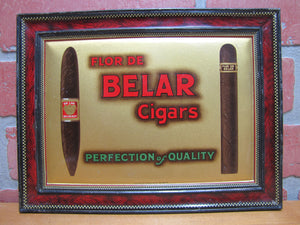 FLOR DE
BELAR
Cigars
PERFECTION of QUALITY